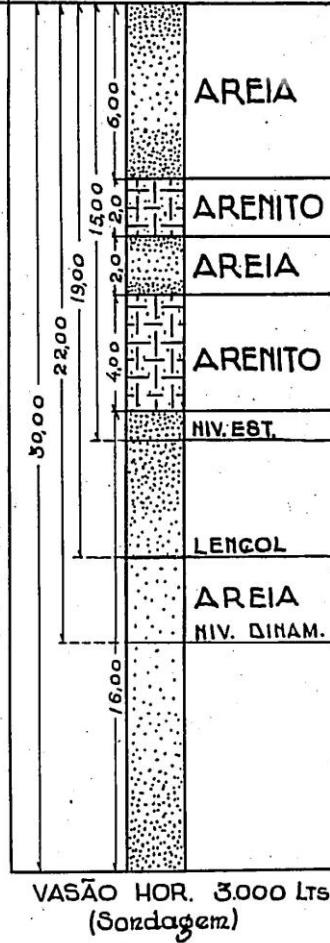 AREIA
ARENITO
AREIA
ARENITO
NIV. EST.
LENCOL
AREIA
NIV. DINAM.
6,00
2,0
2,0
4,00
16,00
15,00
19,00
22,00
30,00
VASÃO HOR. 3.000 LTS
(Sondagem)